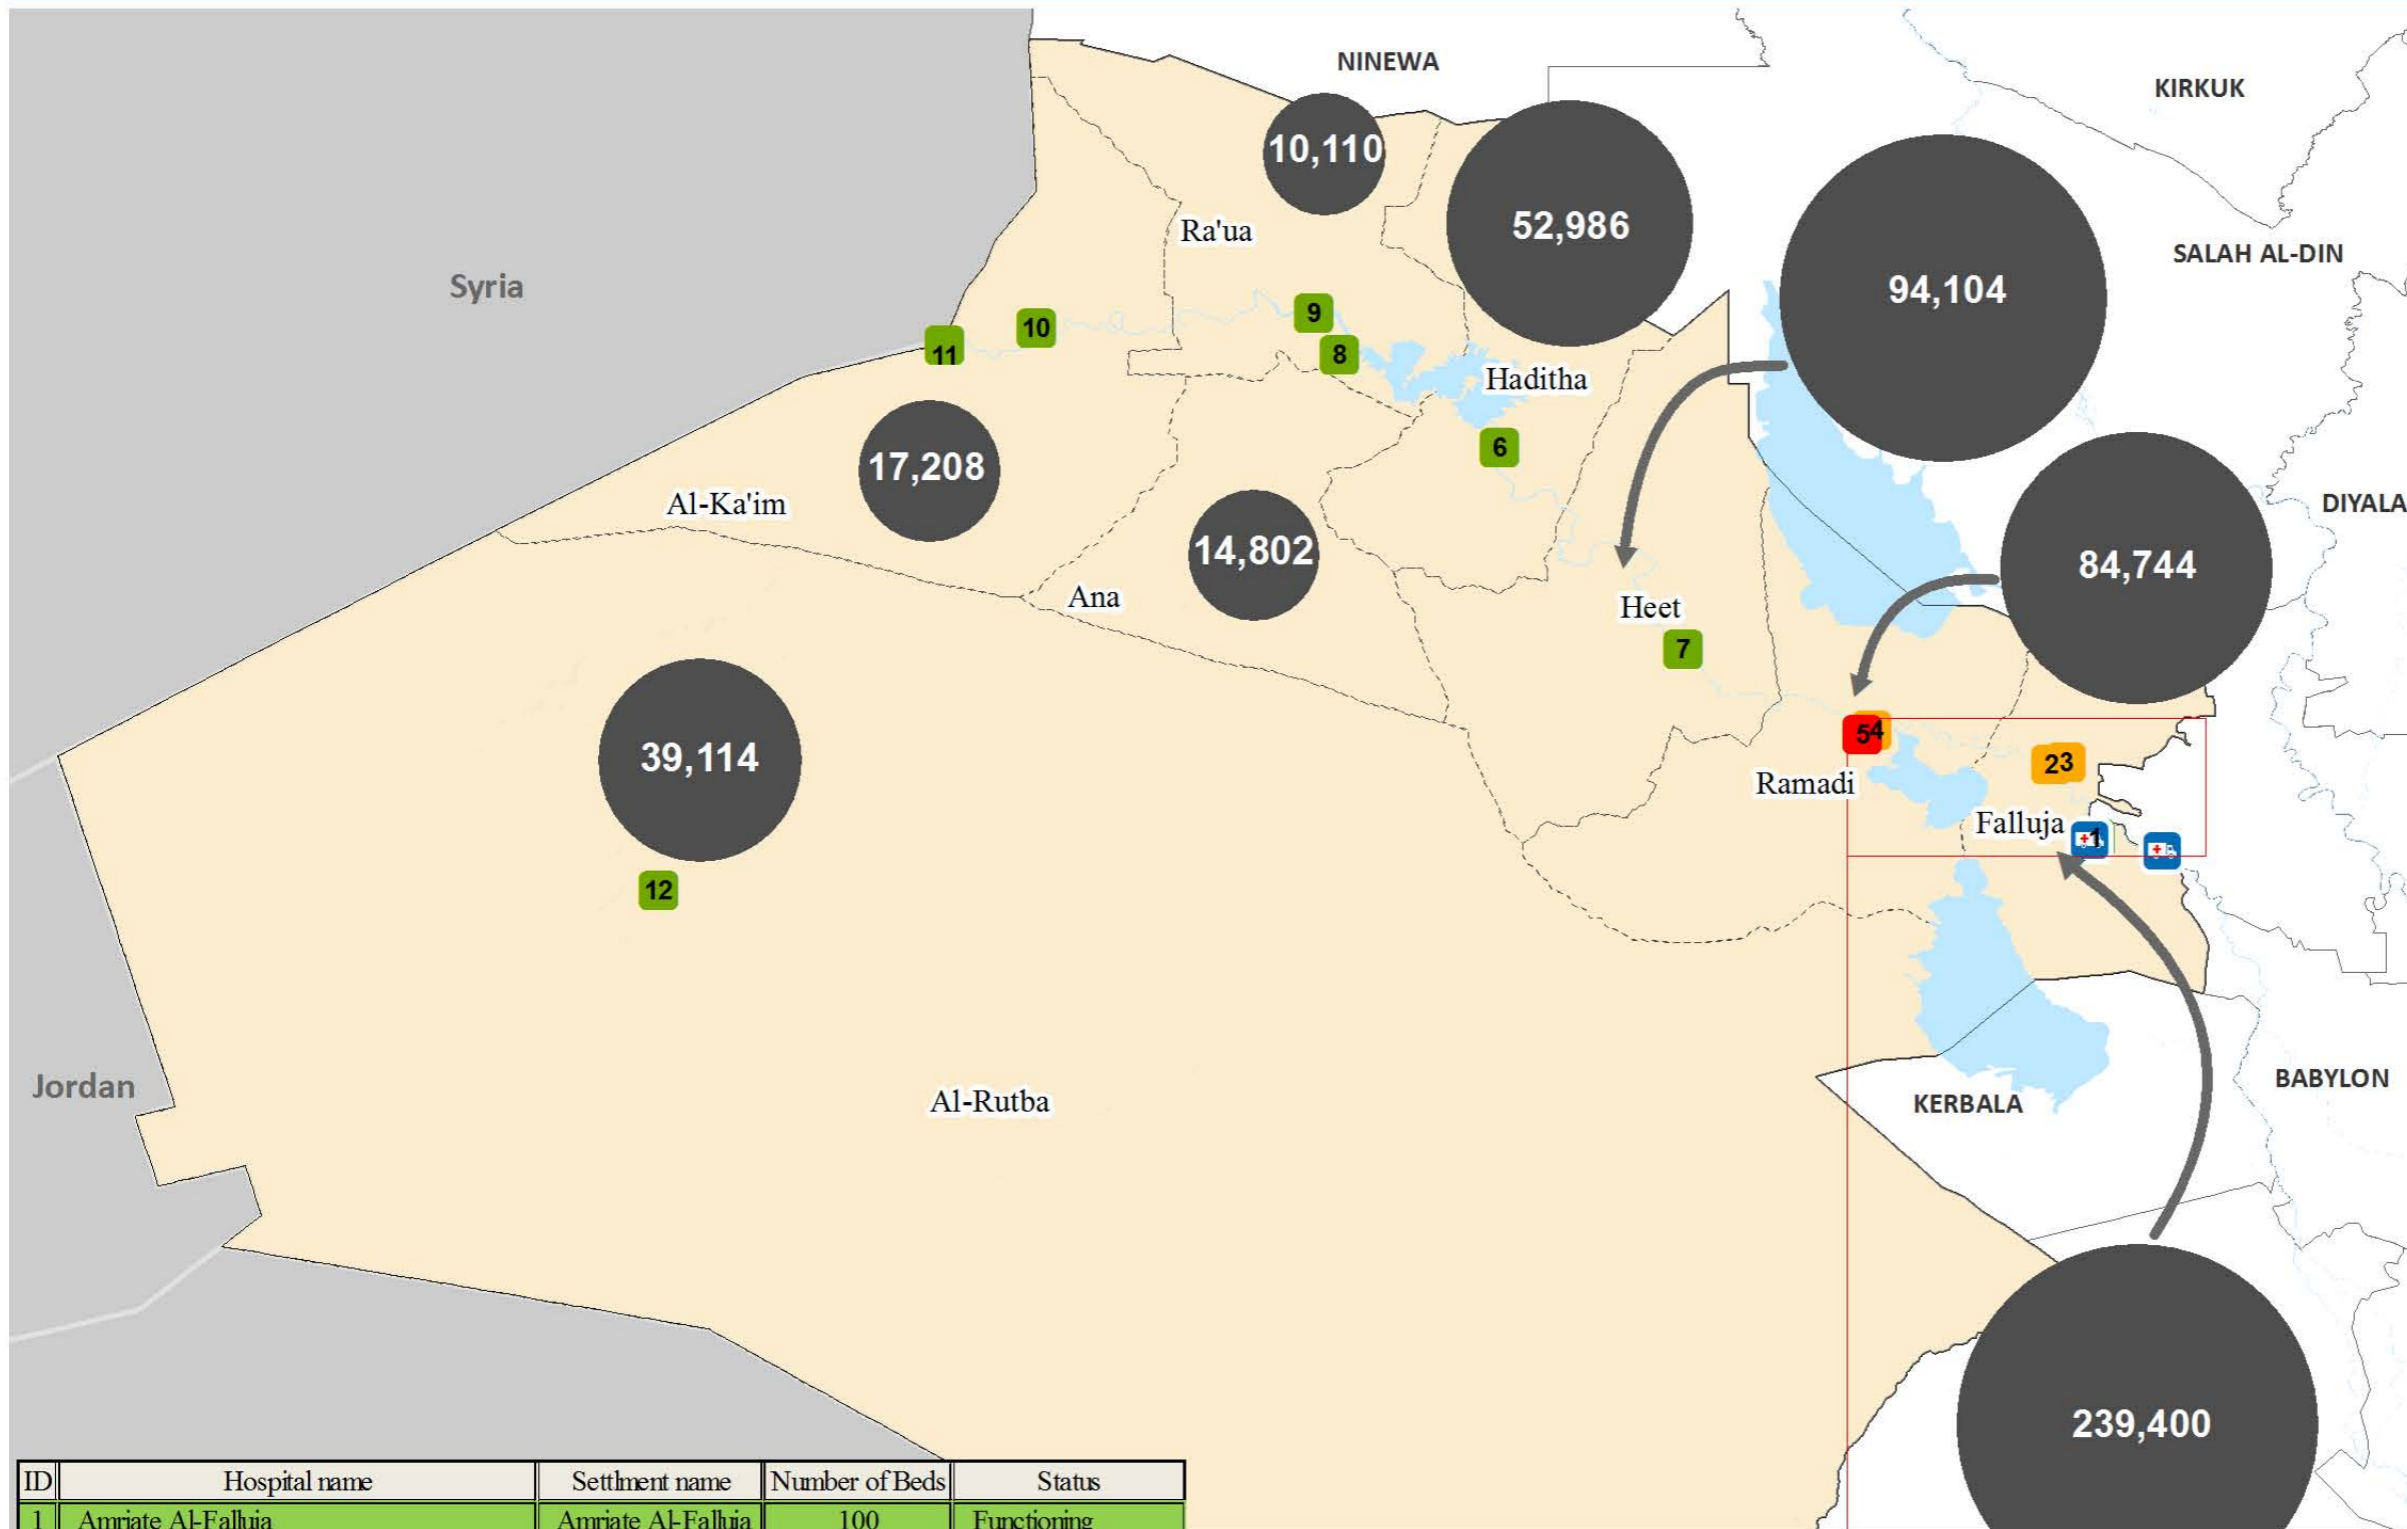 NINEWA
KIRKUK
10,110
52,986
Ra'ua
94,104
SALAH AL-DIN
Syria
9
10
8
11
Haditha
6
17,208
Al-Ka'im
14,802
DIYALA
84,744
Ana
Heet
7
39,114
54
23
Ramadi
Falluja
1
12
Jordan
Al-Rutba
KERBALA
BABYLON
239,400
ID Hospital name Settlment name Number of Beds Status
1 Amriate Al-Falluja Amriate Al-Falluja 100 Functioning